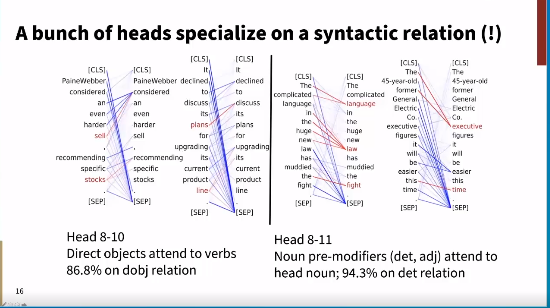 A bunch of heads specialize on a syntactic relation (!)
[CLS] [CLS]
PaineWebber PaineWebber
considered considered
an an
even even
harder harder
sell sell
. .
recommending recommending
specific specific
stocks stocks
. .
[SEP] [SEP]
[CLS] [CLS]
It It
declined declined
to to
discuss discuss
its its
plans plans
for for
upgrading upgrading
its its
current current
product product
line line
. .
[SEP] [SEP]
[CLS] [CLS]
The The
complicated complicated
language language
in in
the the
huge huge
new new
law law
has has
muddied muddied
the the
fight fight
. .
[SEP] [SEP]
[CLS] [CLS]
The The
45-year-old 45-year-old
former former
General General
Electric Electric
Co. Co.
executive executive
figures figures
it it
will will
be be
easier easier
this this
time time
. .
[SEP] [SEP]
Head 8-10
Direct objects attend to verbs
86.8% on dobj relation
Head 8-11
Noun pre-modifiers (det, adj) attend to
head noun; 94.3% on det relation
16